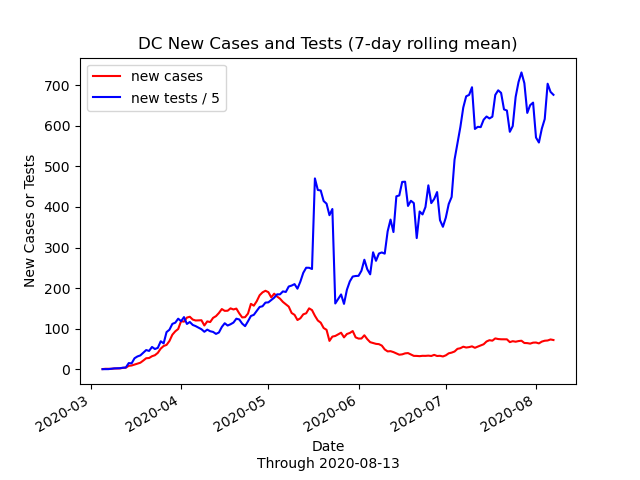 DC New Cases and Tests (7-day rolling mean)
new cases
new tests / 5
700
600
500
400
300
200
100
0
New Cases or Tests
2020-03
2020-04
2020-05
2020-06
2020-07
2020-08
Date
Through 2020-08-13